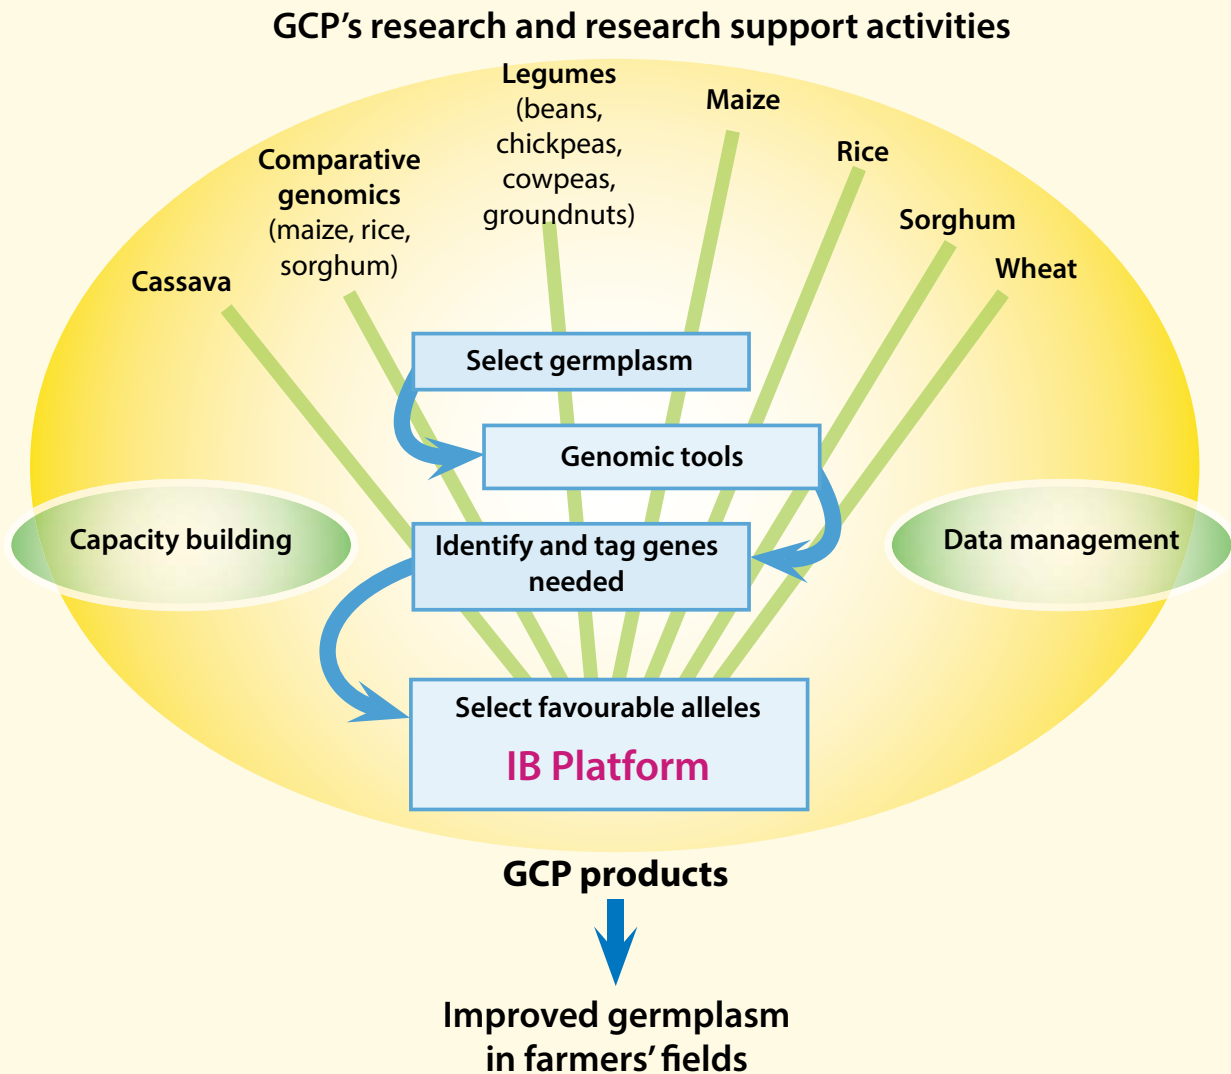 GCP’s research and research support activities
Legumes
(beans,
chickpeas,
cowpeas,
groundnuts)
Maize
Rice
Comparative
genomics
(maize, rice,
sorghum)
Sorghum
Wheat
Cassava
Select germplasm
Genomic tools
Capacity building
Identify and tag genes
needed
Data management
Select favourable alleles
IB Platform
GCP products
Improved germplasm
in farmers’ fields